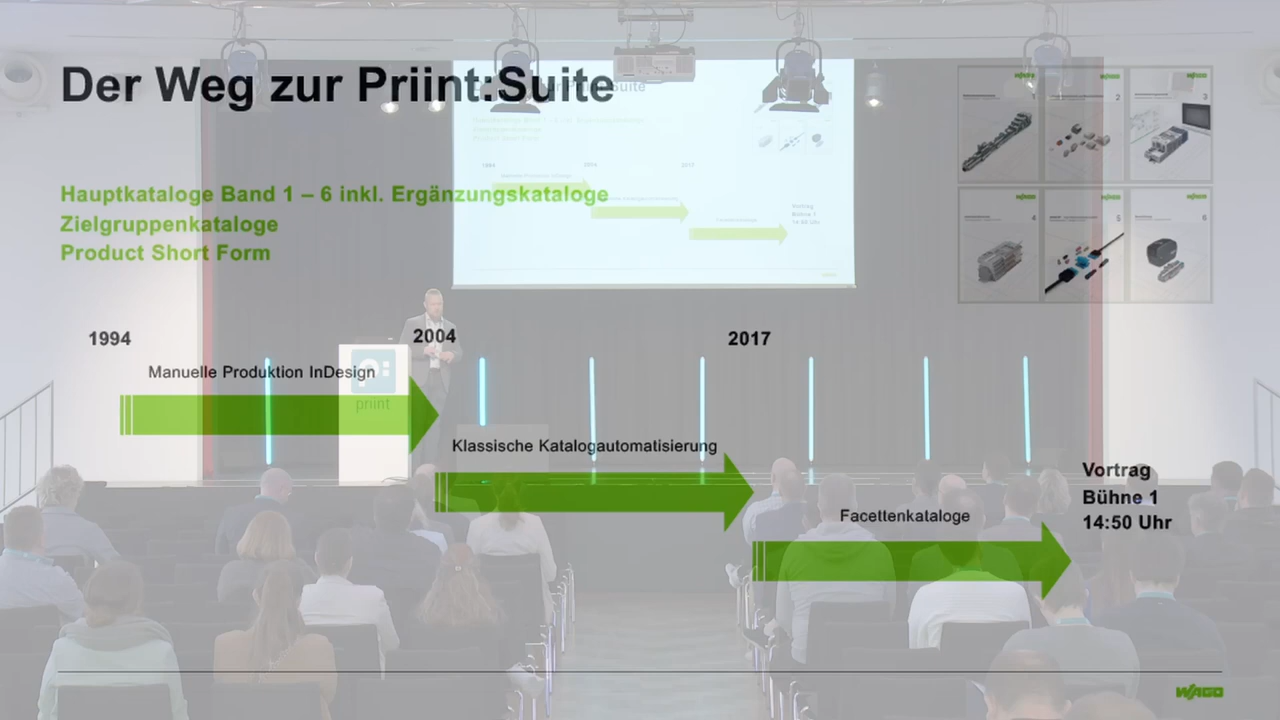 Der Weg zur Priint:Suite
Hauptkataloge Band 1 – 6 inkl. Ergänzungskataloge
Zielgruppenkataloge
Product Short Form
1994
2004
2017
Manuelle Produktion InDesign
priint
Klassische Katalogautomatisierung
Facettenkataloge
Vortrag
Bühne 1
14:50 Uhr
WAGO